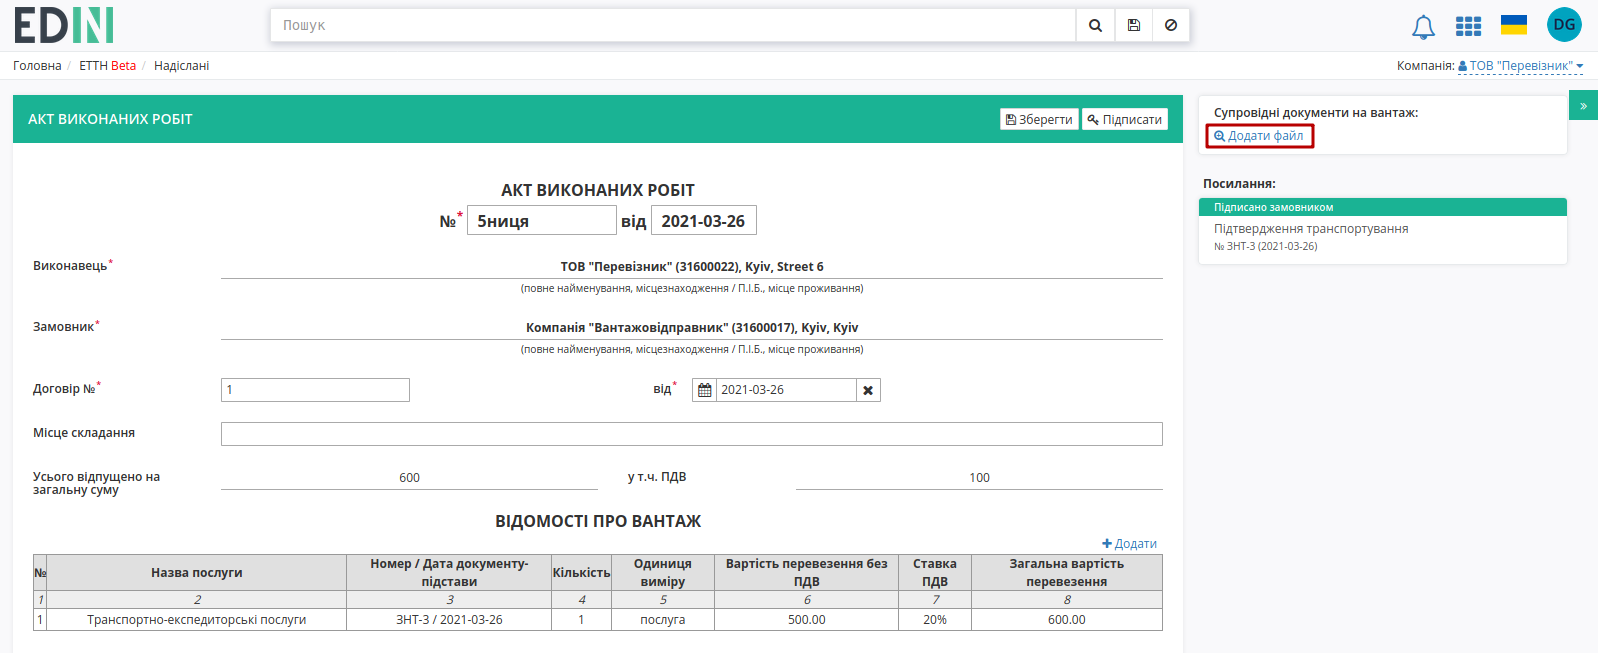 EDIN
Пошук
DG
Головна / ЕТТН Beta / Надіслані
Компанія: ТОВ "Перевізник"
АКТ ВИКОНАНИХ РОБІТ
Зберегти
Підписати
АКТ ВИКОНАНИХ РОБІТ
№* 5ниця від 2021-03-26
Виконавець*
ТОВ "Перевізник" (31600022), Kyiv, Street 6
(повне найменування, місцезнаходження / П.І.Б., місце проживання)
Замовник*
Компанія "Вантажовідправник" (31600017), Kyiv, Kyiv
(повне найменування, місцезнаходження / П.І.Б., місце проживання)
Договір №* 1 від* 2021-03-26
Місце складання
Усього відпущено на загальну суму 600 у т.ч. ПДВ 100
ВІДОМОСТІ ПРО ВАНТАЖ
Додати
№ Назва послуги Номер / Дата документу-підстави Кількість Одиниця виміру Вартість перевезення без ПДВ Ставка ПДВ Загальна вартість перевезення
1 2 3 4 5 6 7 8
1 Транспортно-експедиторські послуги ЗНТ-3 / 2021-03-26 1 послуга 500.00 20% 600.00
»
Супровідні документи на вантаж:
Додати файл
Посилання:
Підписано замовником
Підтвердження транспортування
№ ЗНТ-3 (2021-03-26)